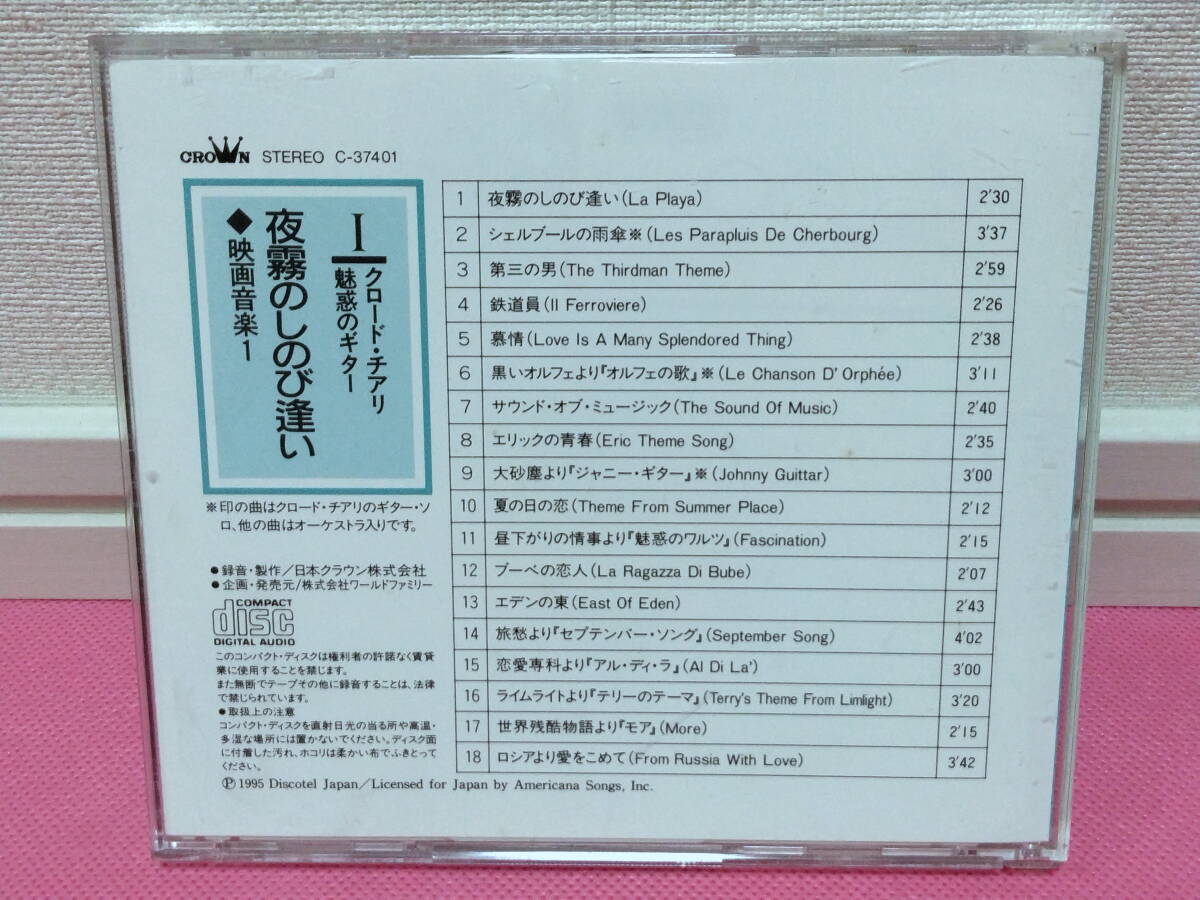 CROWN STEREO C-37401
I
クロード・チアリ
魅惑のギター
夜霧のしのび逢い
◆映画音楽1
※印の曲はクロード・チアリのギター・ソ
ロ、他の曲はオーケストラ入りです。
●録音・製作/日本クラウン株式会社
●企画・発売元/株式会社ワールドファミリー
COMPACT
disc
DIGITAL AUDIO
このコンパクト・ディスクは権利者の許諾なく賃貸
業に使用することを禁じます。
また無断でテープその他に録音することは、法律
で禁じられています。
●取扱上の注意
コンパクト・ディスクを直射日光の当る所や高温・
多湿な場所には置かないでください。ディスク面
に付着した汚れ、ホコリは柔かい布でふきとって
ください。
1 夜霧のしのび逢い(La Playa) 2'30
2 シェルブールの雨傘※(Les Parapluis De Cherbourg) 3'37
3 第三の男(The Thirdman Theme) 2'59
4 鉄道員(Il Ferroviere) 2'26
5 慕情(Love Is A Many Splendored Thing) 2'38
6 黒いオルフェより『オルフェの歌』※(Le Chanson D'Orphée) 3'11
7 サウンド・オブ・ミュージック(The Sound Of Music) 2'40
8 エリックの青春(Eric Theme Song) 2'35
9 大砂塵より『ジャニー・ギター』※(Johnny Guittar) 3'00
10 夏の日の恋(Theme From Summer Place) 2'12
11 昼下がりの情事より『魅惑のワルツ』(Fascination) 2'15
12 ブーベの恋人(La Ragazza Di Bube) 2'07
13 エデンの東(East Of Eden) 2'43
14 旅愁より『セプテンバー・ソング』(September Song) 4'02
15 恋愛専科より『アル・ディ・ラ』(Al Di La') 3'00
16 ライムライトより『テリーのテーマ』(Terry's Theme From Limlight) 3'20
17 世界残酷物語より『モア』(More) 2'15
18 ロシアより愛をこめて(From Russia With Love) 3'42
Ⓟ 1995 Discotel Japan/Licensed for Japan by Americana Songs, Inc.